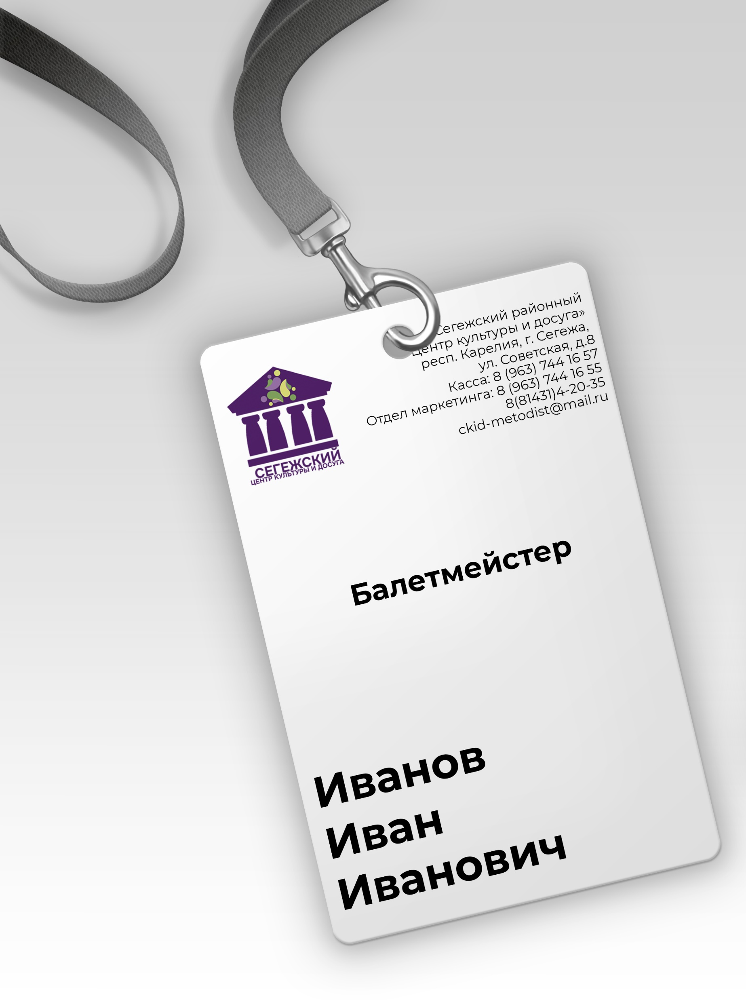 Сегежский районный
центр культуры и досуга»
респ. Карелия, г. Сегежа,
ул. Советская, д.8
Касса: 8 (963) 744 16 57
Отдел маркетинга: 8 (963) 744 16 55
8(81431)4-20-35
ckid-metodist@mail.ru
СЕГЕЖСКИЙ
ЦЕНТР КУЛЬТУРЫ И ДОСУГА
Балетмейстер
Иванов
Иван
Иванович